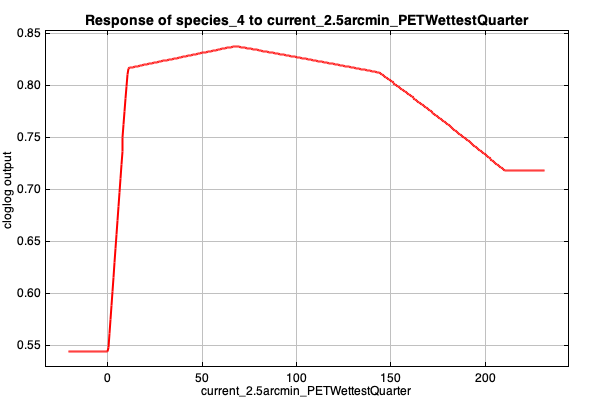 Response of species_4 to current_2.5arcmin_PETWettestQuarter
0.85
0.80
0.75
0.70
0.65
0.60
0.55
cloglog output
0 50 100 150 200
current_2.5arcmin_PETWettestQuarter